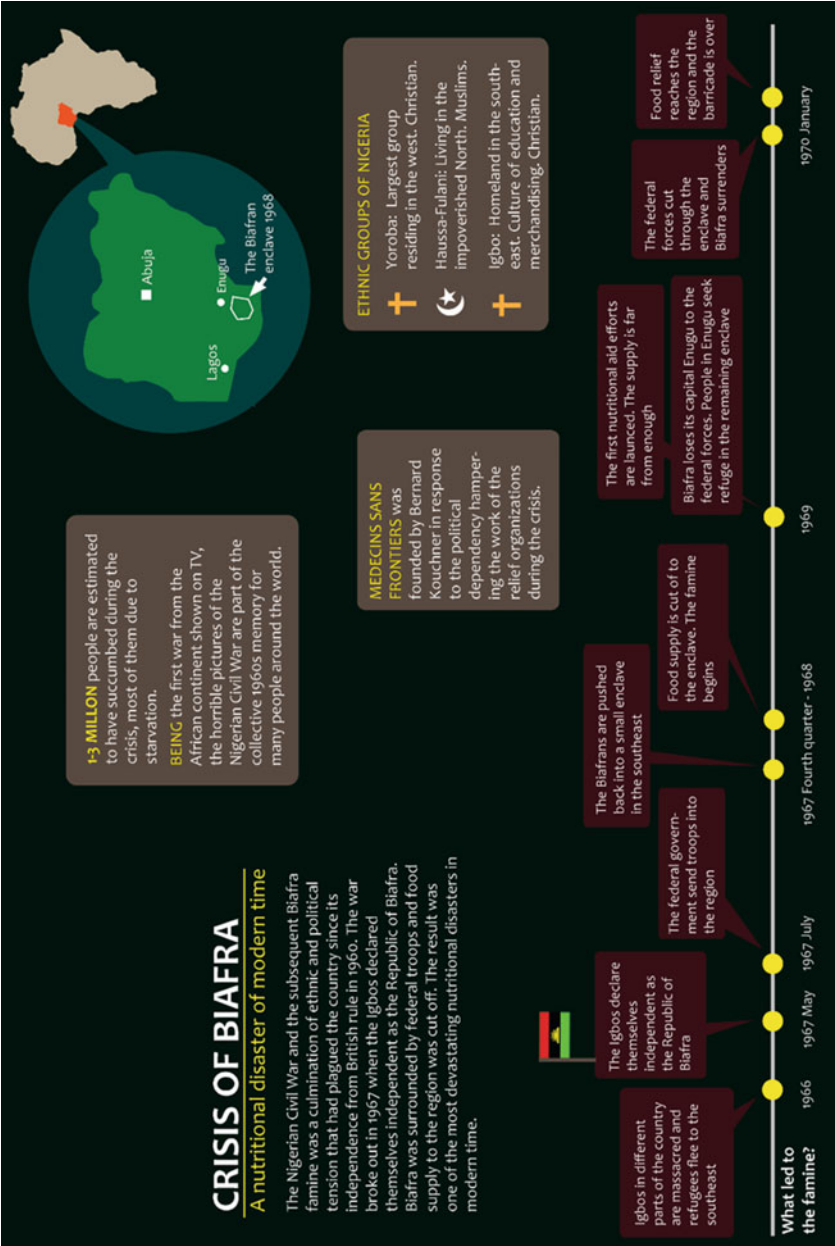 CRISIS OF BIAFRA
A nutritional disaster of modern time
The Nigerian Civil War and the subsequent Biafra
famine was a culmination of ethnic and political
tension that had plagued the country since its
independence from British rule in 1960. The war
broke out in 1967 when the Igbos declared
themselves independent as the Republic of Biafra.
Biafra was surrounded by federal troops and food
supply to the region was cut off. The result was
one of the most devastating nutritional disasters in
modern time.
1-3 MILLON people are estimated
to have succumbed during the
crisis, most of them due to
starvation.
BEING the first war from the
African continent shown on TV,
the horrible pictures of the
Nigerian Civil War are part of the
collective 1960s memory for
many people around the world.
Abuja
Lagos
Enugu
The Biafran
enclave 1968
MEDECINS SANS
FRONTIERS was
founded by Bernard
Kouchner in response
to the political
dependency hamper-
ing the work of the
relief organizations
during the crisis.
ETHNIC GROUPS OF NIGERIA
Yoroba: Largest group
residing in the west. Christian.
Haussa-Fulani: Living in the
impoverished North. Muslims.
Igbo: Homeland in the south-
east. Culture of education and
merchandising. Christian.
Igbos in different
parts of the country
are massacred and
refugees flee to the
southeast
The Igbos declare
themselves
independent as
the Republic of
Biafra
The federal govern-
ment send troops into
the region
The Biafrans are pushed
back into a small enclave
in the southeast
Food supply is cut of to
the enclave. The famine
begins
The first nutritional aid efforts
are launced. The supply is far
from enough
Biafra loses its capital Enugu to the
federal forces. People in Enugu seek
refuge in the remaining enclave
The federal
forces cut
through the
enclave and
Biafra surrenders
Food relief
reaches the
region and the
barricade is over
What led to
the famine?
1966
1967 May
1967 July
1967 Fourth quarter - 1968
1969
1970 January